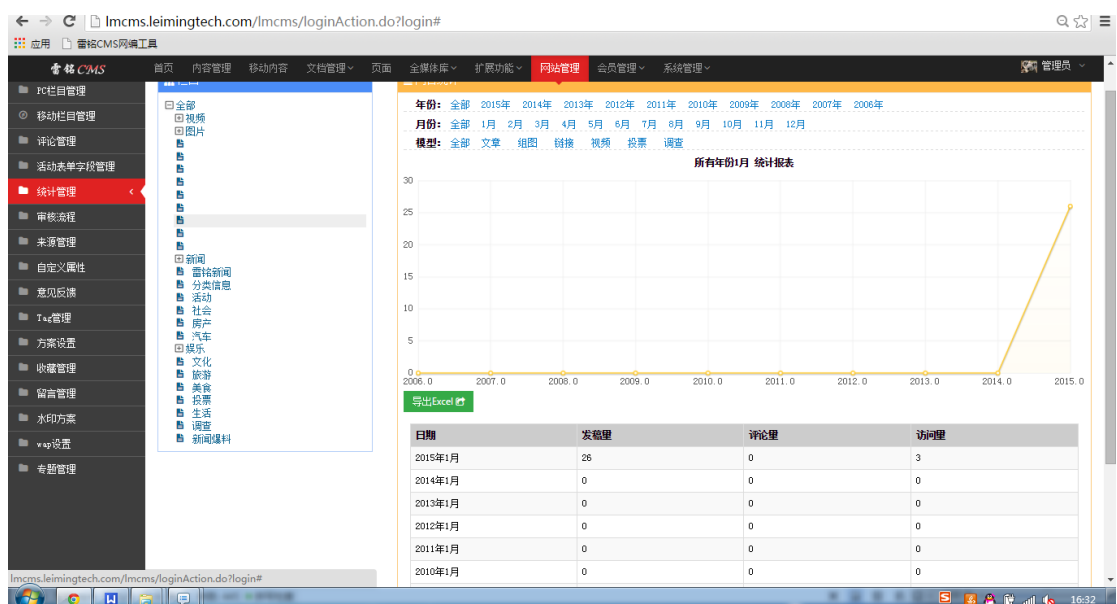 lmcms.leimingtech.com/lmcms/loginAction.do?login#
应用 雷铭CMS网编工具
雷铭CMS 首页 内容管理 移动内容 文档管理 页面 全媒体库 扩展功能 网站管理 会员管理 系统管理 管理员
PC栏目管理
移动栏目管理
评论管理
活动表单字段管理
统计管理
审核流程
来源管理
自定义属性
意见反馈
Tag管理
方案设置
收藏管理
留言管理
水印方案
wap设置
专题管理
全部
视频
图片
新闻
雷铭新闻
分类信息
活动
社会
房产
汽车
娱乐
文化
旅游
美食
投票
生活
调查
新闻爆料
年份: 全部 2015年 2014年 2013年 2012年 2011年 2010年 2009年 2008年 2007年 2006年
月份: 全部 1月 2月 3月 4月 5月 6月 7月 8月 9月 10月 11月 12月
模型: 全部 文章 组图 链接 视频 投票 调查
所有年份1月 统计报表
30
25
20
15
10
5
0
2006.0 2007.0 2008.0 2009.0 2010.0 2011.0 2012.0 2013.0 2014.0 2015.0
导出Excel
日期 发稿量 评论量 访问量
2015年1月 26 0 3
2014年1月 0 0 0
2013年1月 0 0 0
2012年1月 0 0 0
2011年1月 0 0 0
2010年1月 0 0 0
lmcms.leimingtech.com/lmcms/loginAction.do?login#
16:32